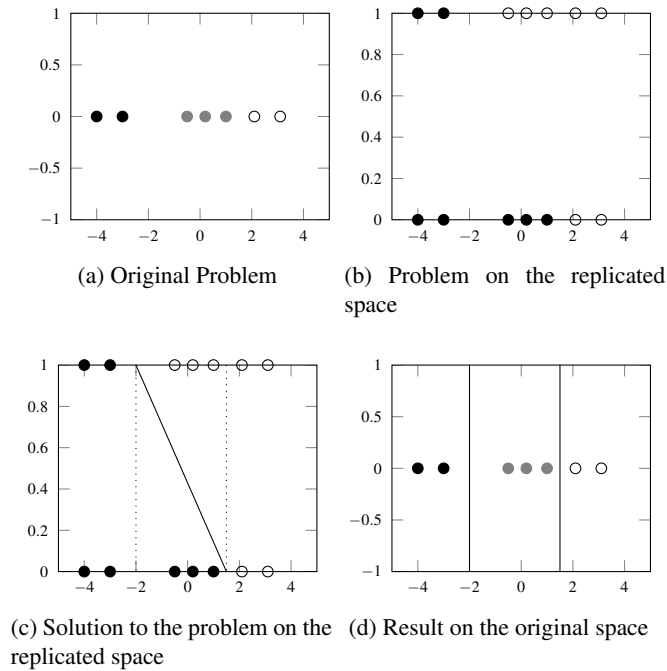 1
0.5
0
−0.5
−1
−4 −2 0 2 4
(a) Original Problem
1
0.8
0.6
0.4
0.2
0
−4 −2 0 2 4
(b) Problem on the replicated
space
1
0.8
0.6
0.4
0.2
0
−4 −2 0 2 4
(c) Solution to the problem on the
replicated space
1
0.5
0
−0.5
−1
−4 −2 0 2 4
(d) Result on the original space